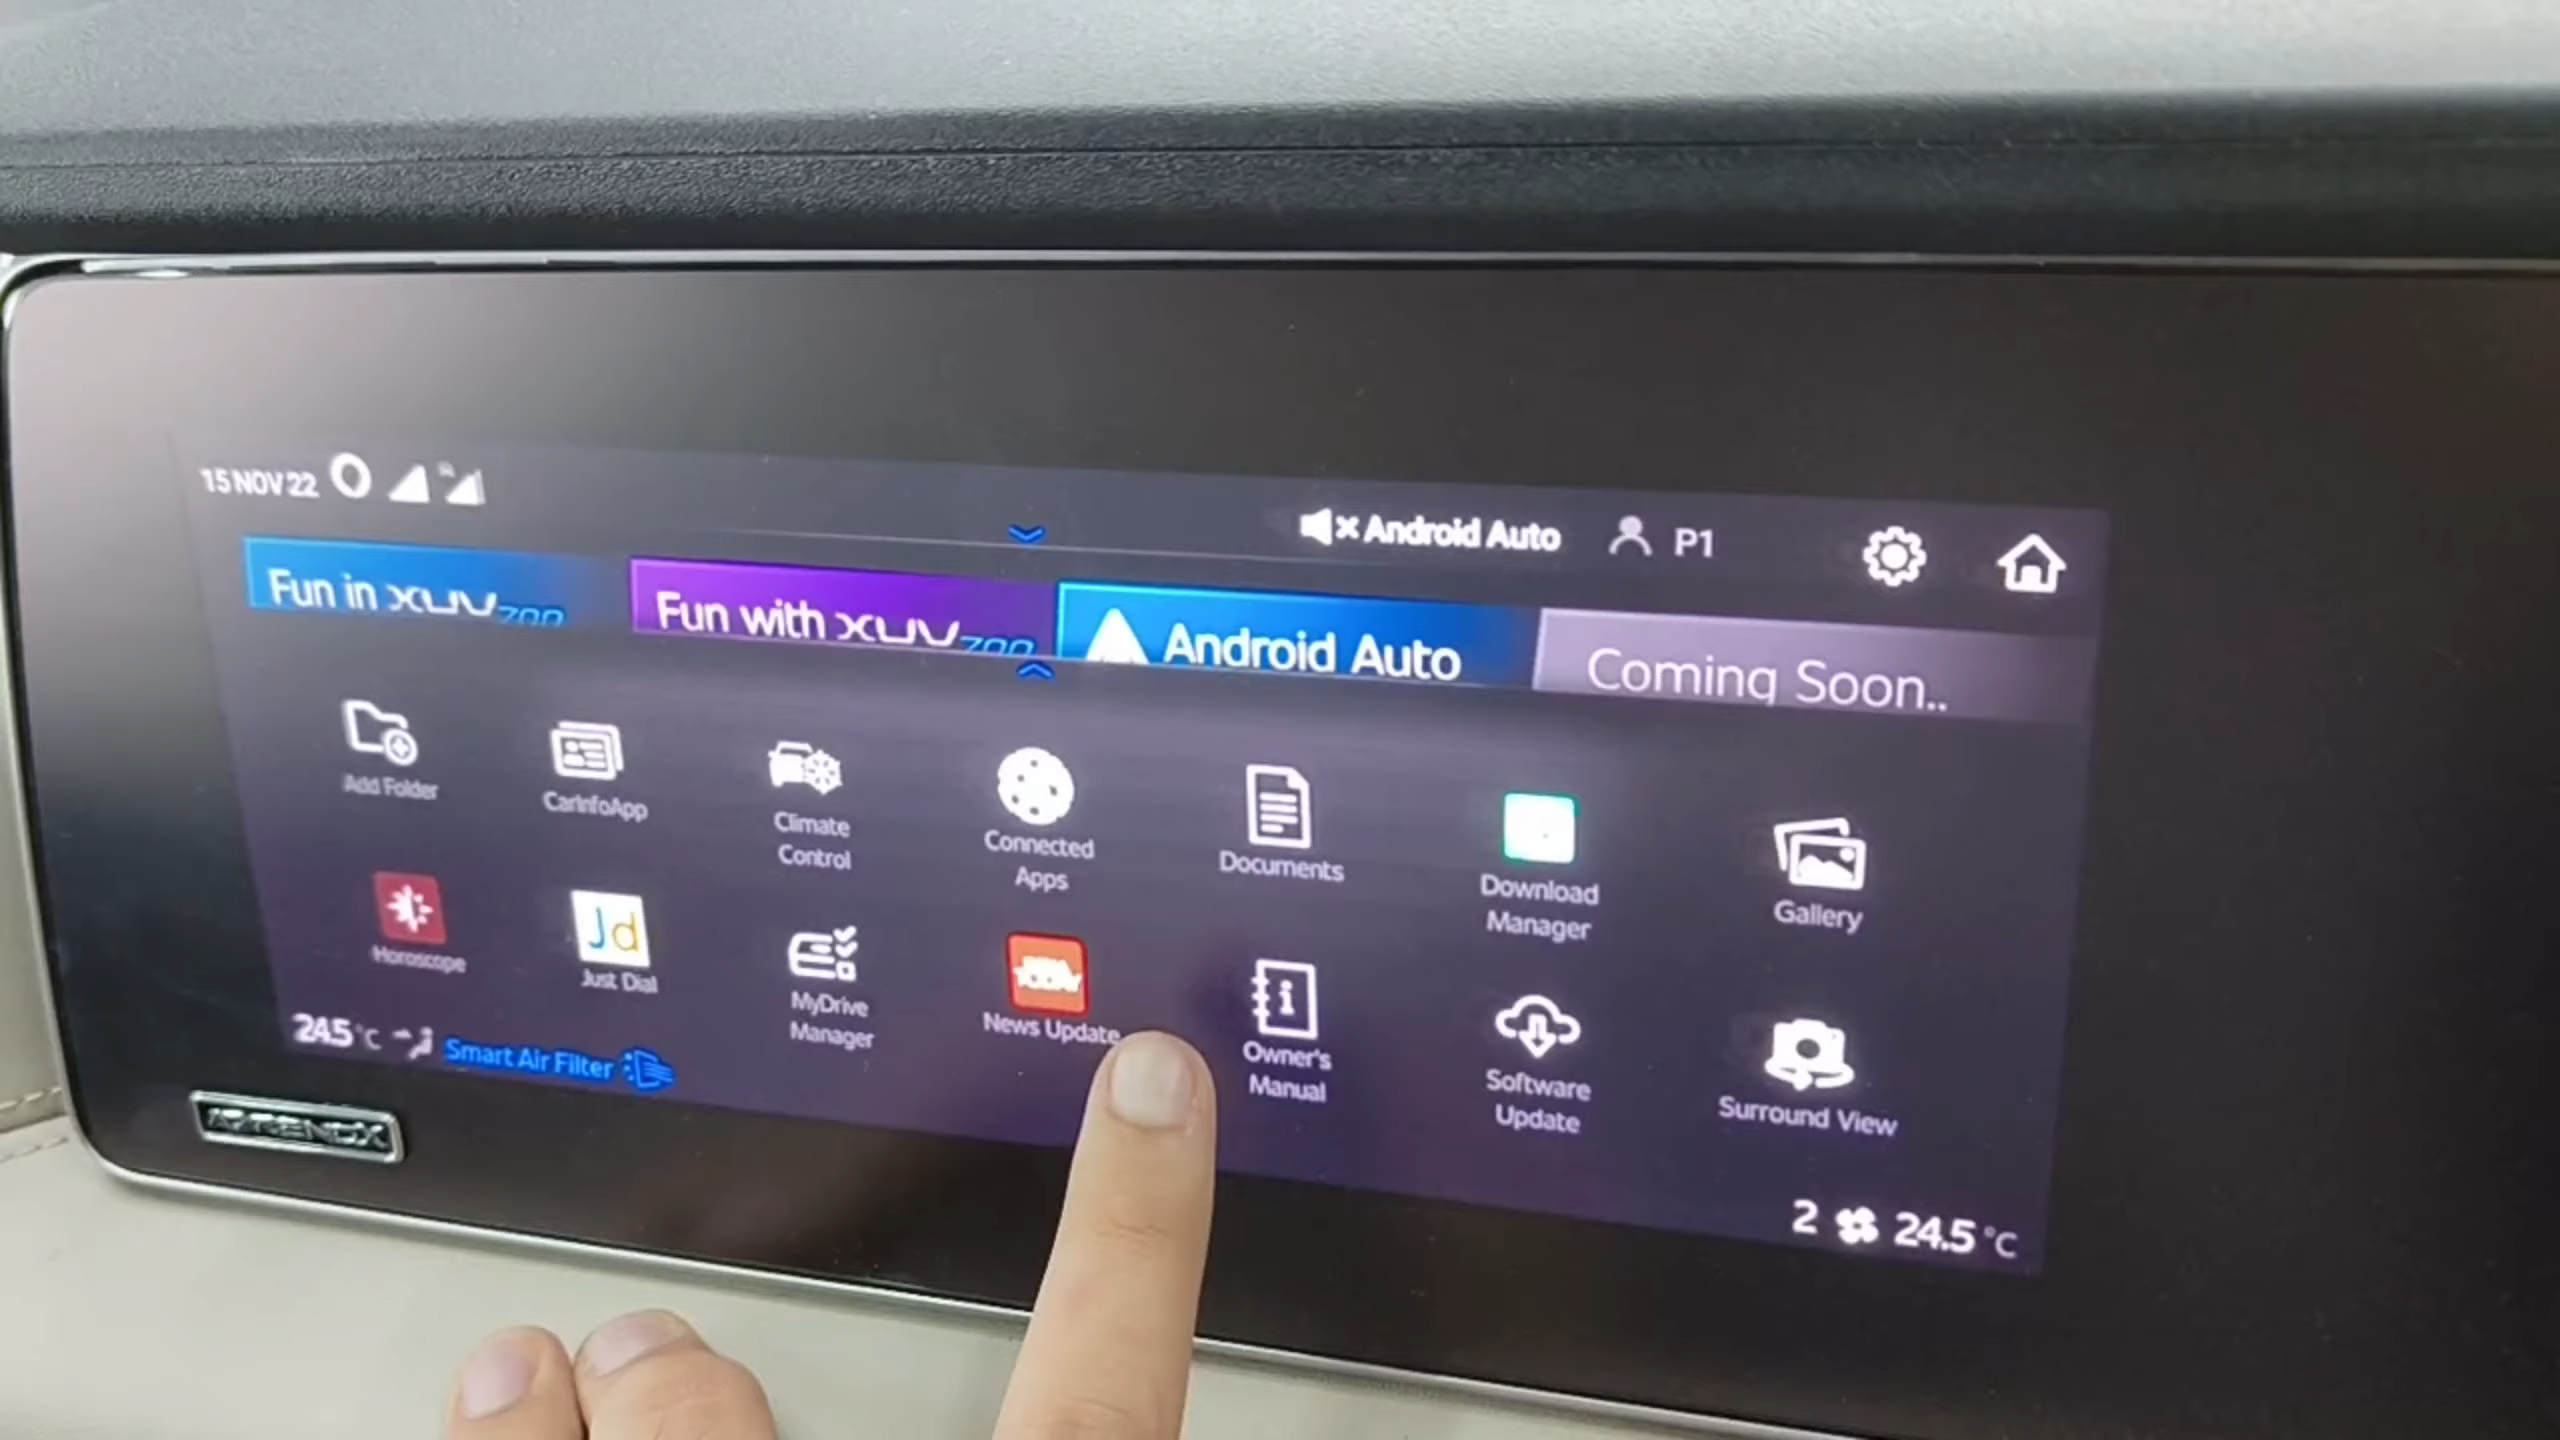 15 NOV 22
Android Auto P1
Fun in XUV700
Fun with XUV700
Android Auto
Coming Soon..
Add Folder
CarInfoApp
Climate
Control
Connected
Apps
Documents
Download
Manager
Gallery
Horoscope
Jd
Just Dial
MyDrive
Manager
News Update
Owner's
Manual
Software
Update
Surround View
24.5 °C
Smart Air Filter
2 24.5 °C
ADRENOX